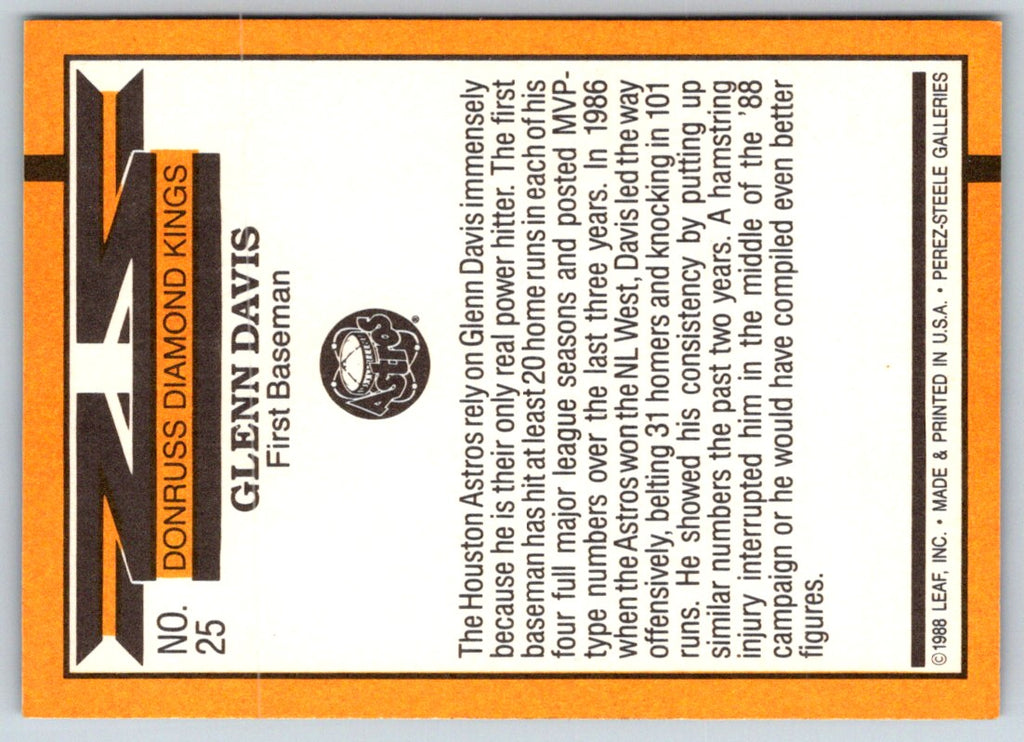 NO.
25
DONRUSS DIAMOND KINGS
GLENN DAVIS
First Baseman
ASTROS
®
The Houston Astros rely on Glenn Davis immensely
because he is their only real power hitter. The first
baseman has hit at least 20 home runs in each of his
four full major league seasons and posted MVP-
type numbers over the last three years. In 1986
when the Astros won the NL West, Davis led the way
offensively, belting 31 homers and knocking in 101
runs. He showed his consistency by putting up
similar numbers the past two years. A hamstring
injury interrupted him in the middle of the '88
campaign or he would have compiled even better
figures.
© 1988 LEAF, INC. • MADE & PRINTED IN U.S.A. • PEREZ-STEELE GALLERIES